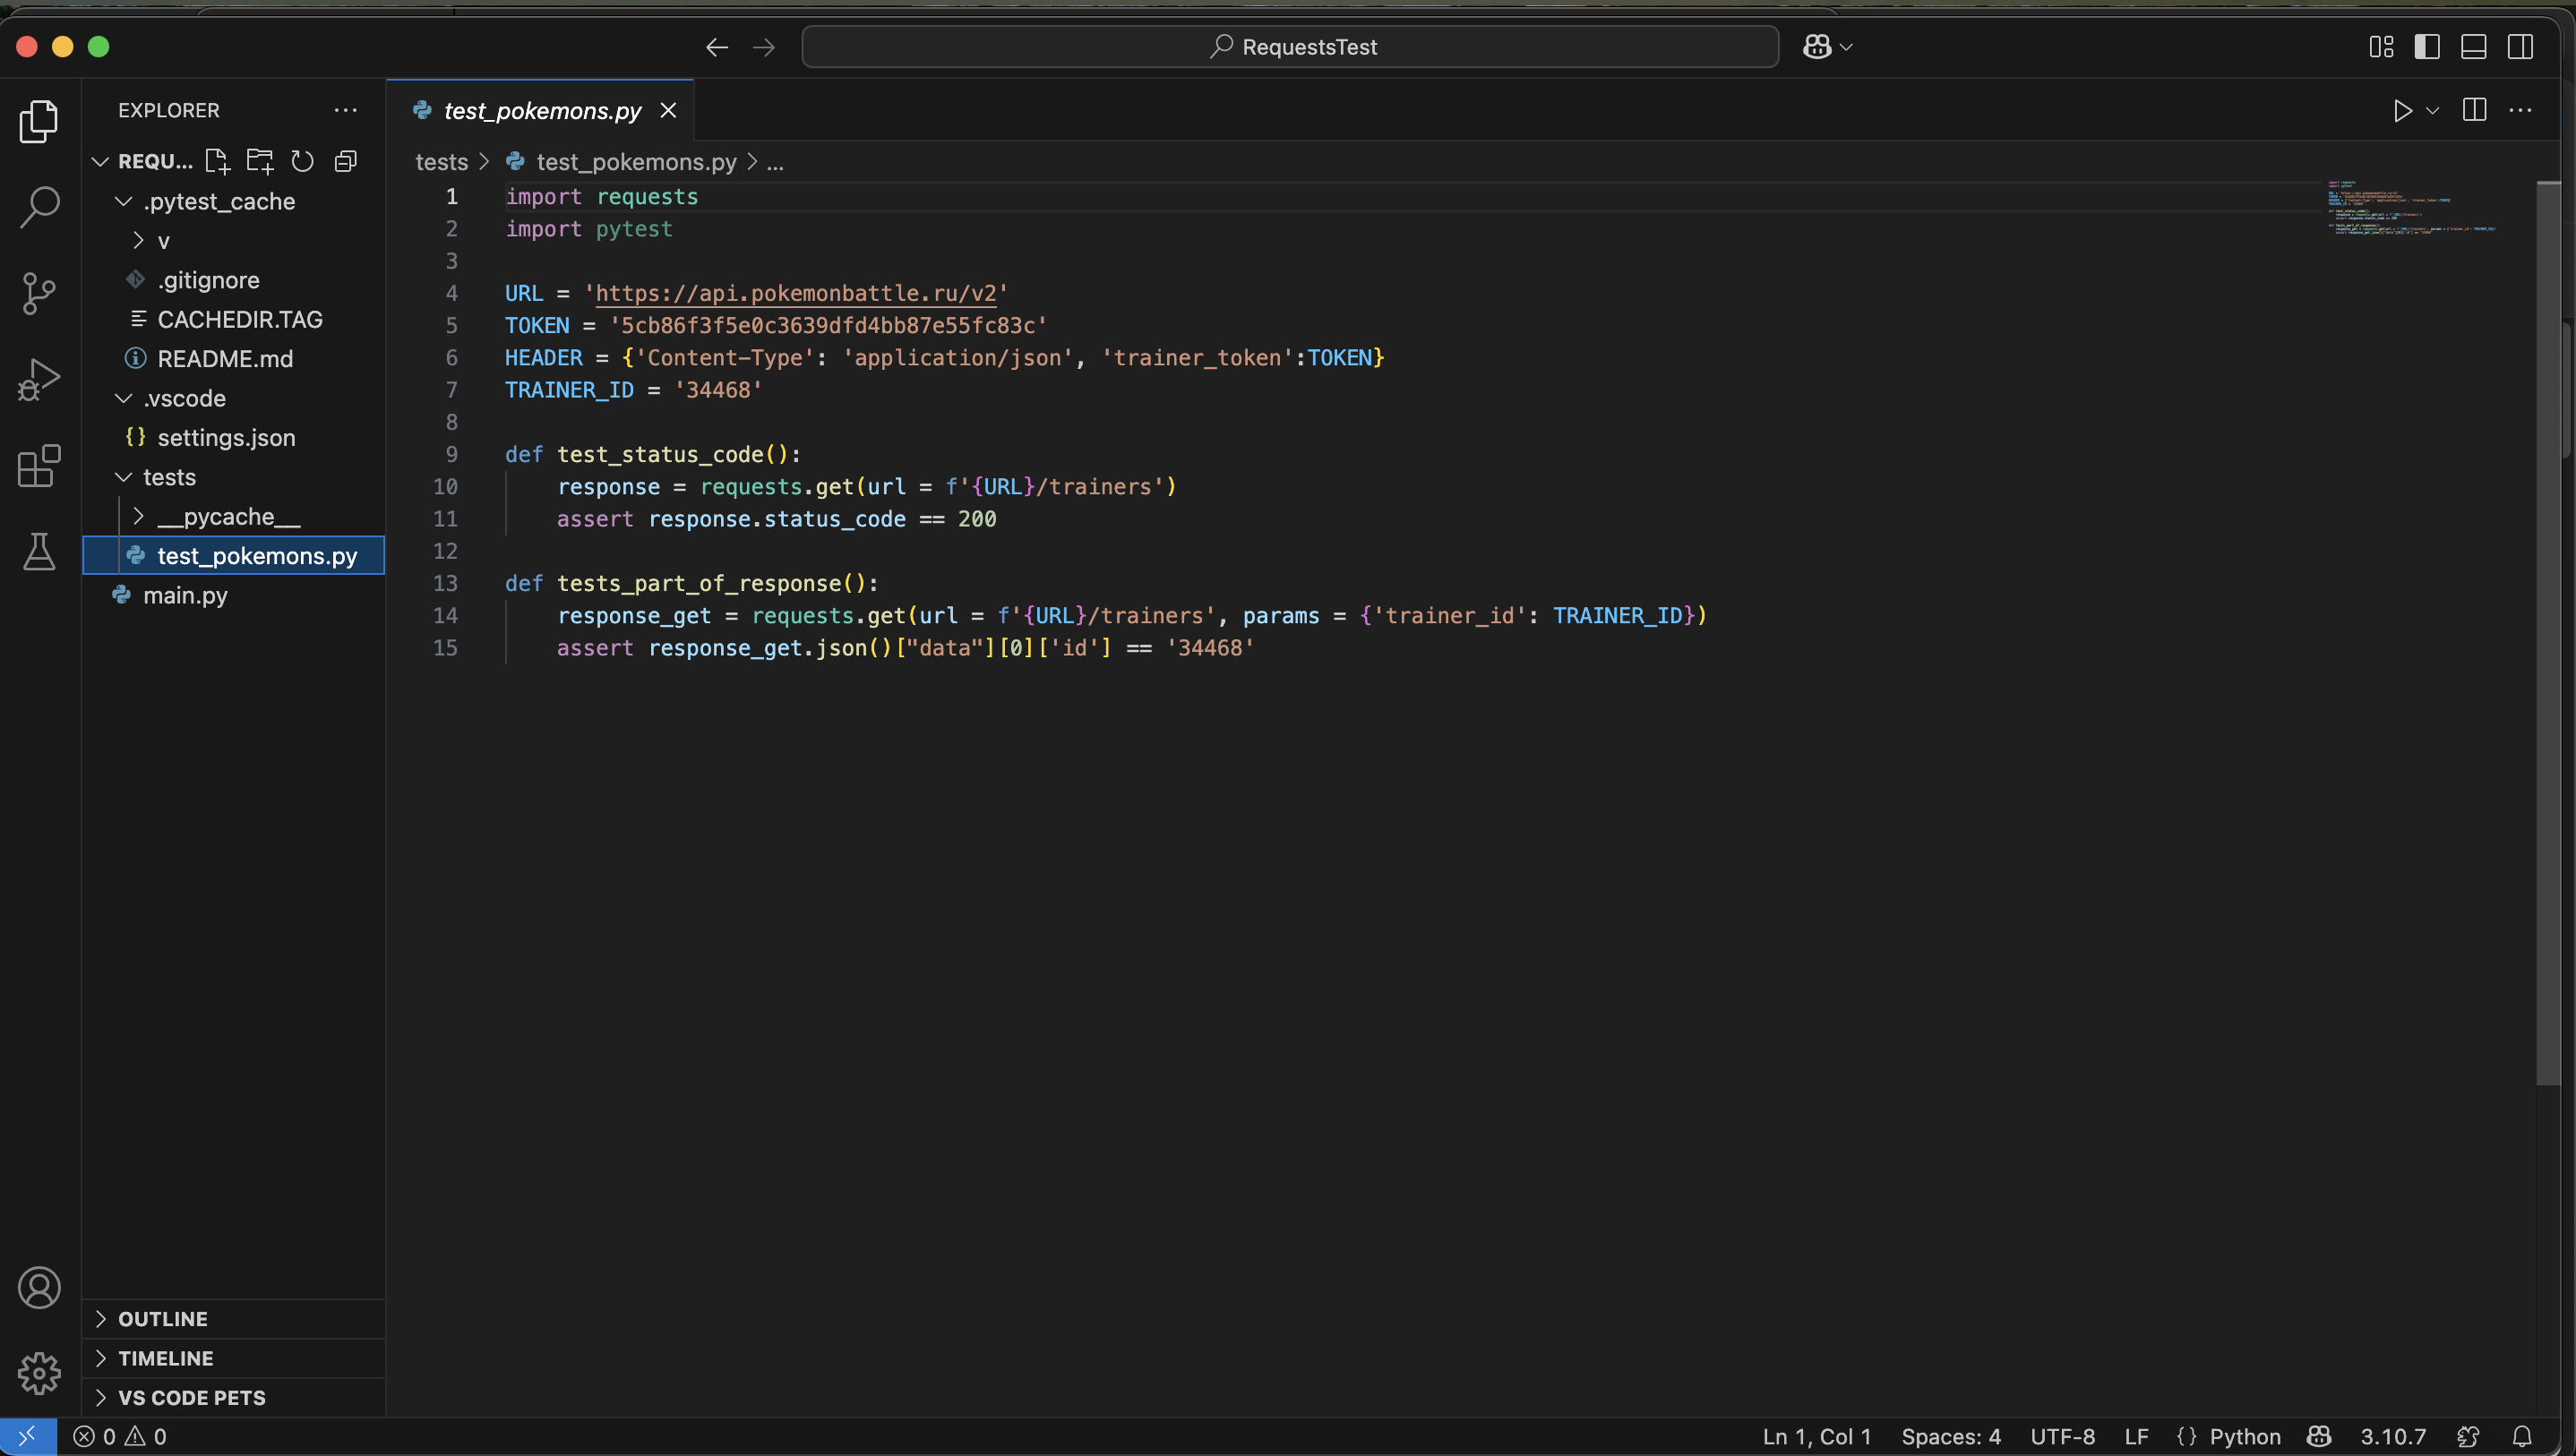 RequestsTest
EXPLORER
REQU...
.pytest_cache
v
.gitignore
CACHEDIR.TAG
README.md
.vscode
settings.json
tests
__pycache__
test_pokemons.py
main.py
OUTLINE
TIMELINE
VS CODE PETS
test_pokemons.py
tests > test_pokemons.py > ...
1 import requests
2 import pytest
3
4 URL = 'https://api.pokemonbattle.ru/v2'
5 TOKEN = '5cb86f3f5e0c3639dfd4bb87e55fc83c'
6 HEADER = {'Content-Type': 'application/json', 'trainer_token':TOKEN}
7 TRAINER_ID = '34468'
8
9 def test_status_code():
10 response = requests.get(url = f'{URL}/trainers')
11 assert response.status_code == 200
12
13 def tests_part_of_response():
14 response_get = requests.get(url = f'{URL}/trainers', params = {'trainer_id': TRAINER_ID})
15 assert response_get.json()["data"][0]['id'] == '34468'
0 0
Ln 1, Col 1 Spaces: 4 UTF-8 LF {} Python 3.10.7